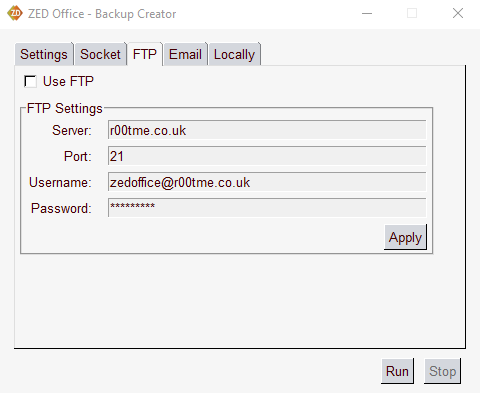 ZED Office - Backup Creator
Settings Socket FTP Email Locally
Use FTP
FTP Settings
Server: r00tme.co.uk
Port: 21
Username: zedoffice@r00tme.co.uk
Password: *********
Apply
Run Stop